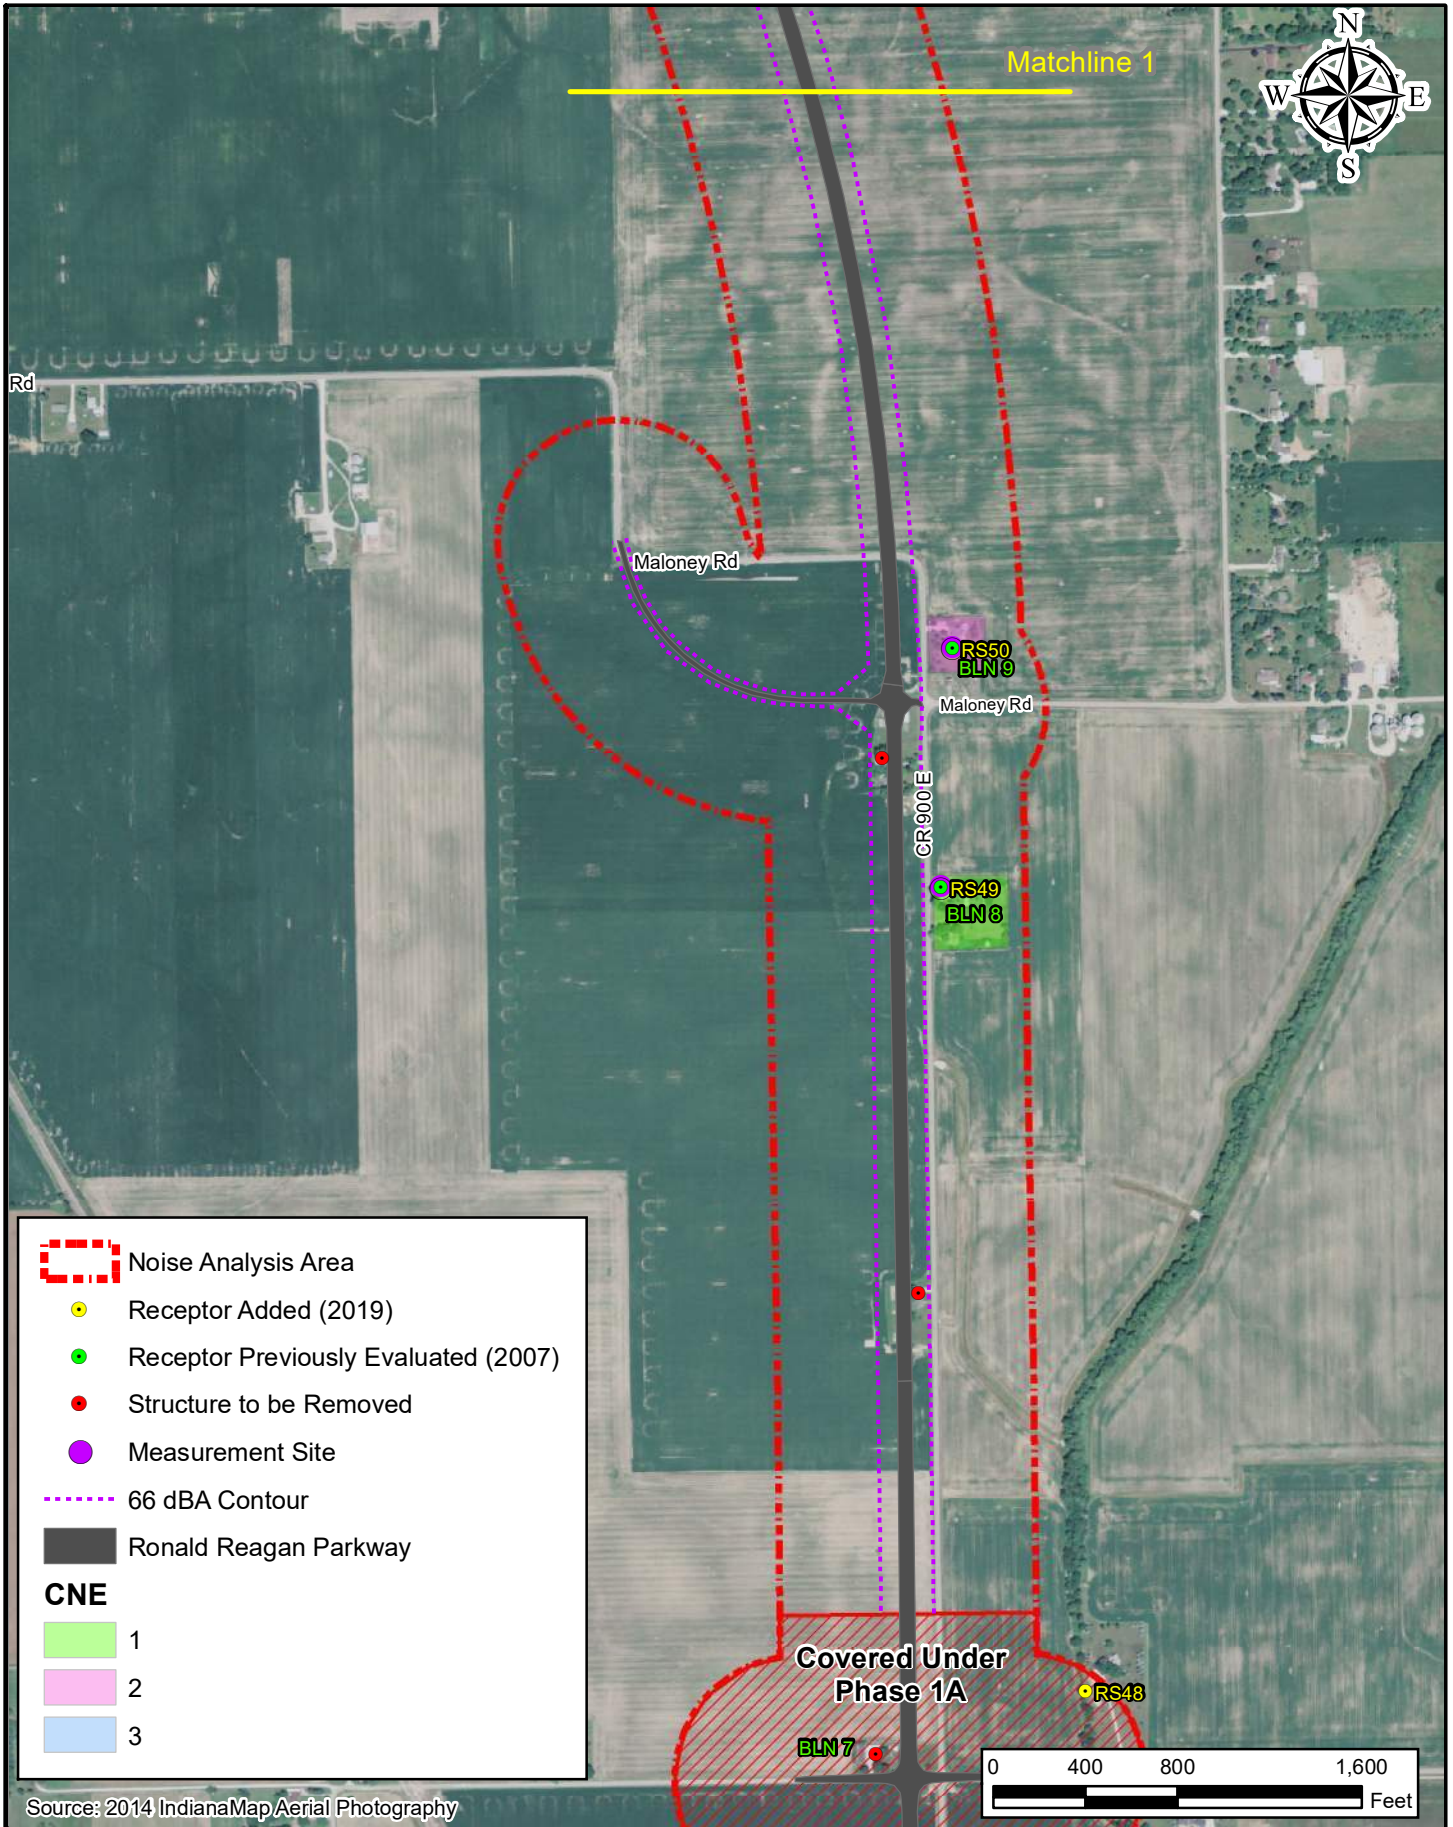 Matchline 1
N
W
E
S
Rd
Maloney Rd
RS50
BLN 9
Maloney Rd
CR 900 E
RS49
BLN 8
Noise Analysis Area
Receptor Added (2019)
Receptor Previously Evaluated (2007)
Structure to be Removed
Measurement Site
66 dBA Contour
Ronald Reagan Parkway
CNE
1
2
3
Covered Under
Phase 1A
RS48
BLN 7
0 400 800 1,600
Feet
Source: 2014 IndianaMap Aerial Photography